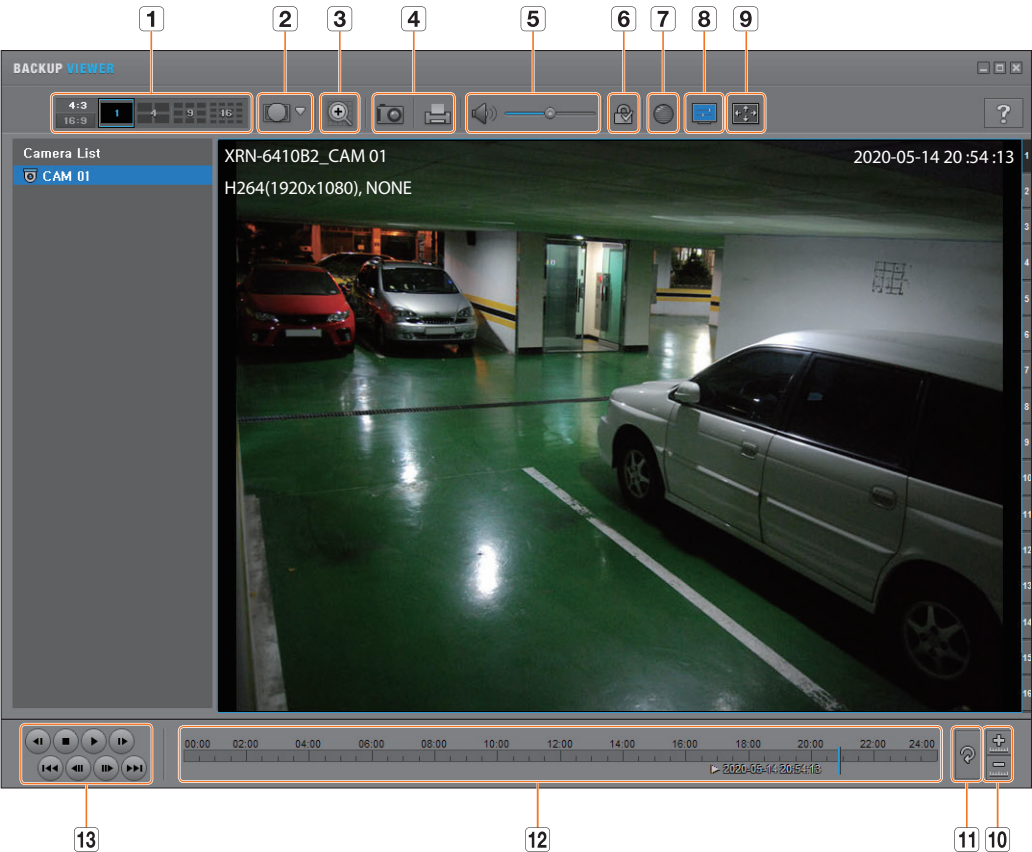 1 2 3 4 5 6 7 8 9
BACKUP VIEWER
4:3
16:9
1 4 9 16
?
Camera List
CAM 01
XRN-6410B2_CAM 01
2020-05-14 20 :54 :13
H264(1920x1080), NONE
1
2
3
4
5
6
7
8
9
10
11
12
13
14
15
16
00:00 02:00 04:00 06:00 08:00 10:00 12:00 14:00 16:00 18:00 20:00 22:00 24:00
2020-05-14 20:54:13
13 12 11 10